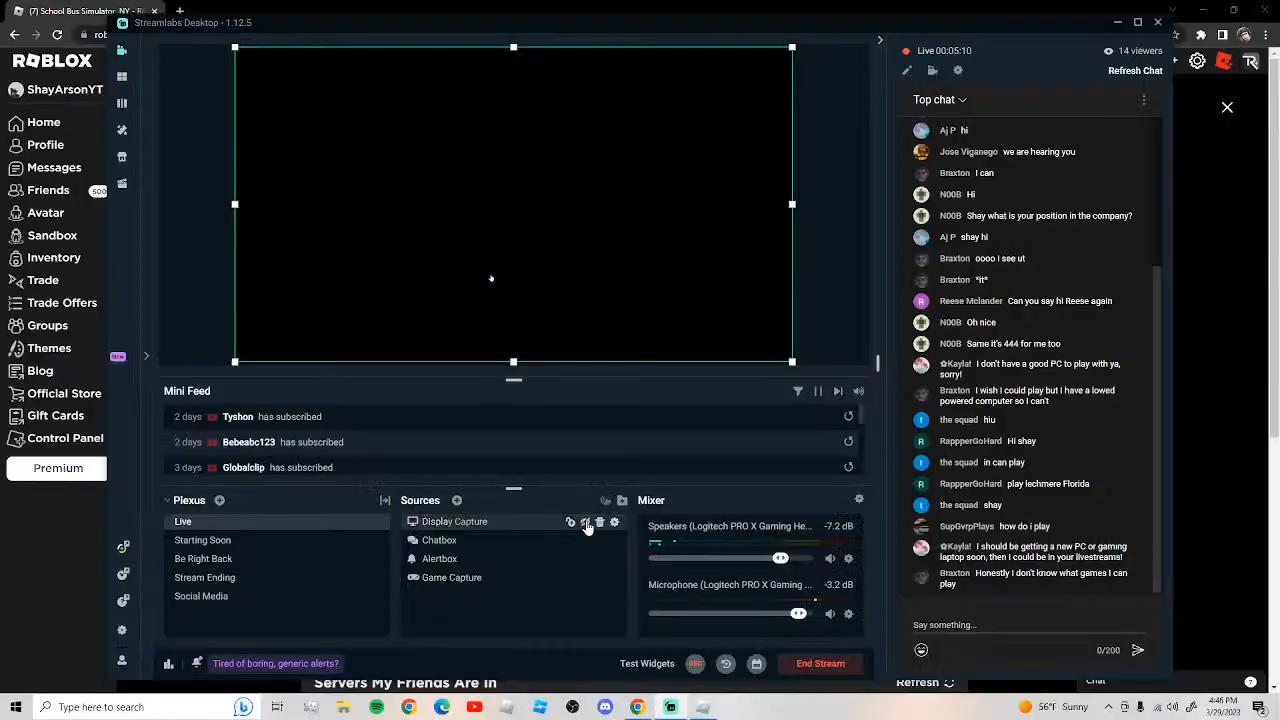 (7) School Bus Simulator, NY - R
Streamlabs Desktop - 1.12.5
ROBLOX
ShayArsonYT
Home
Profile
Messages
Friends
Avatar
Sandbox
Inventory
Trade
Trade Offers
Groups
Themes
Blog
Official Store
Gift Cards
Control Panel
Premium
New
Live 00:05:10
14 viewers
Refresh Chat
Top chat
Aj P hi
Jose Viganego we are hearing you
Braxton I can
N00B Hi
N00B Shay what is your position in the company?
Aj P shay hi
Braxton oooo I see ut
Braxton *it*
Reese Mclander Can you say hi Reese again
N00B Oh nice
N00B Same it's 444 for me too
☆Kayla! I don't have a good PC to play with ya,
sorry!
Braxton I wish I could play but I have a lowed
powered computer so I can't
the squad hiu
RappperGoHard Hi shay
the squad in can play
RappperGoHard play lechmere Florida
the squad shay
SupGvrpPlays how do i play
☆Kayla! I should be getting a new PC or gaming
laptop soon, then I could be in your livestreams!
Braxton Honestly I don't know what games I can
play
Say something...
0/200
Mini Feed
2 days Tyshon has subscribed
2 days Bebeabc123 has subscribed
3 days Globalclip has subscribed
Plexus
Live
Starting Soon
Be Right Back
Stream Ending
Social Media
Sources
Display Capture
Chatbox
Alertbox
Game Capture
Mixer
Speakers (Logitech PRO X Gaming He... -7.2 dB
Microphone (Logitech PRO X Gaming ... -3.2 dB
Tired of boring, generic alerts?
Test Widgets
REC
End Stream
Servers My Friends Are In
Refresh
Chat
7
Type here to search
56°F Sunny
4:46 PM
3/29/2023